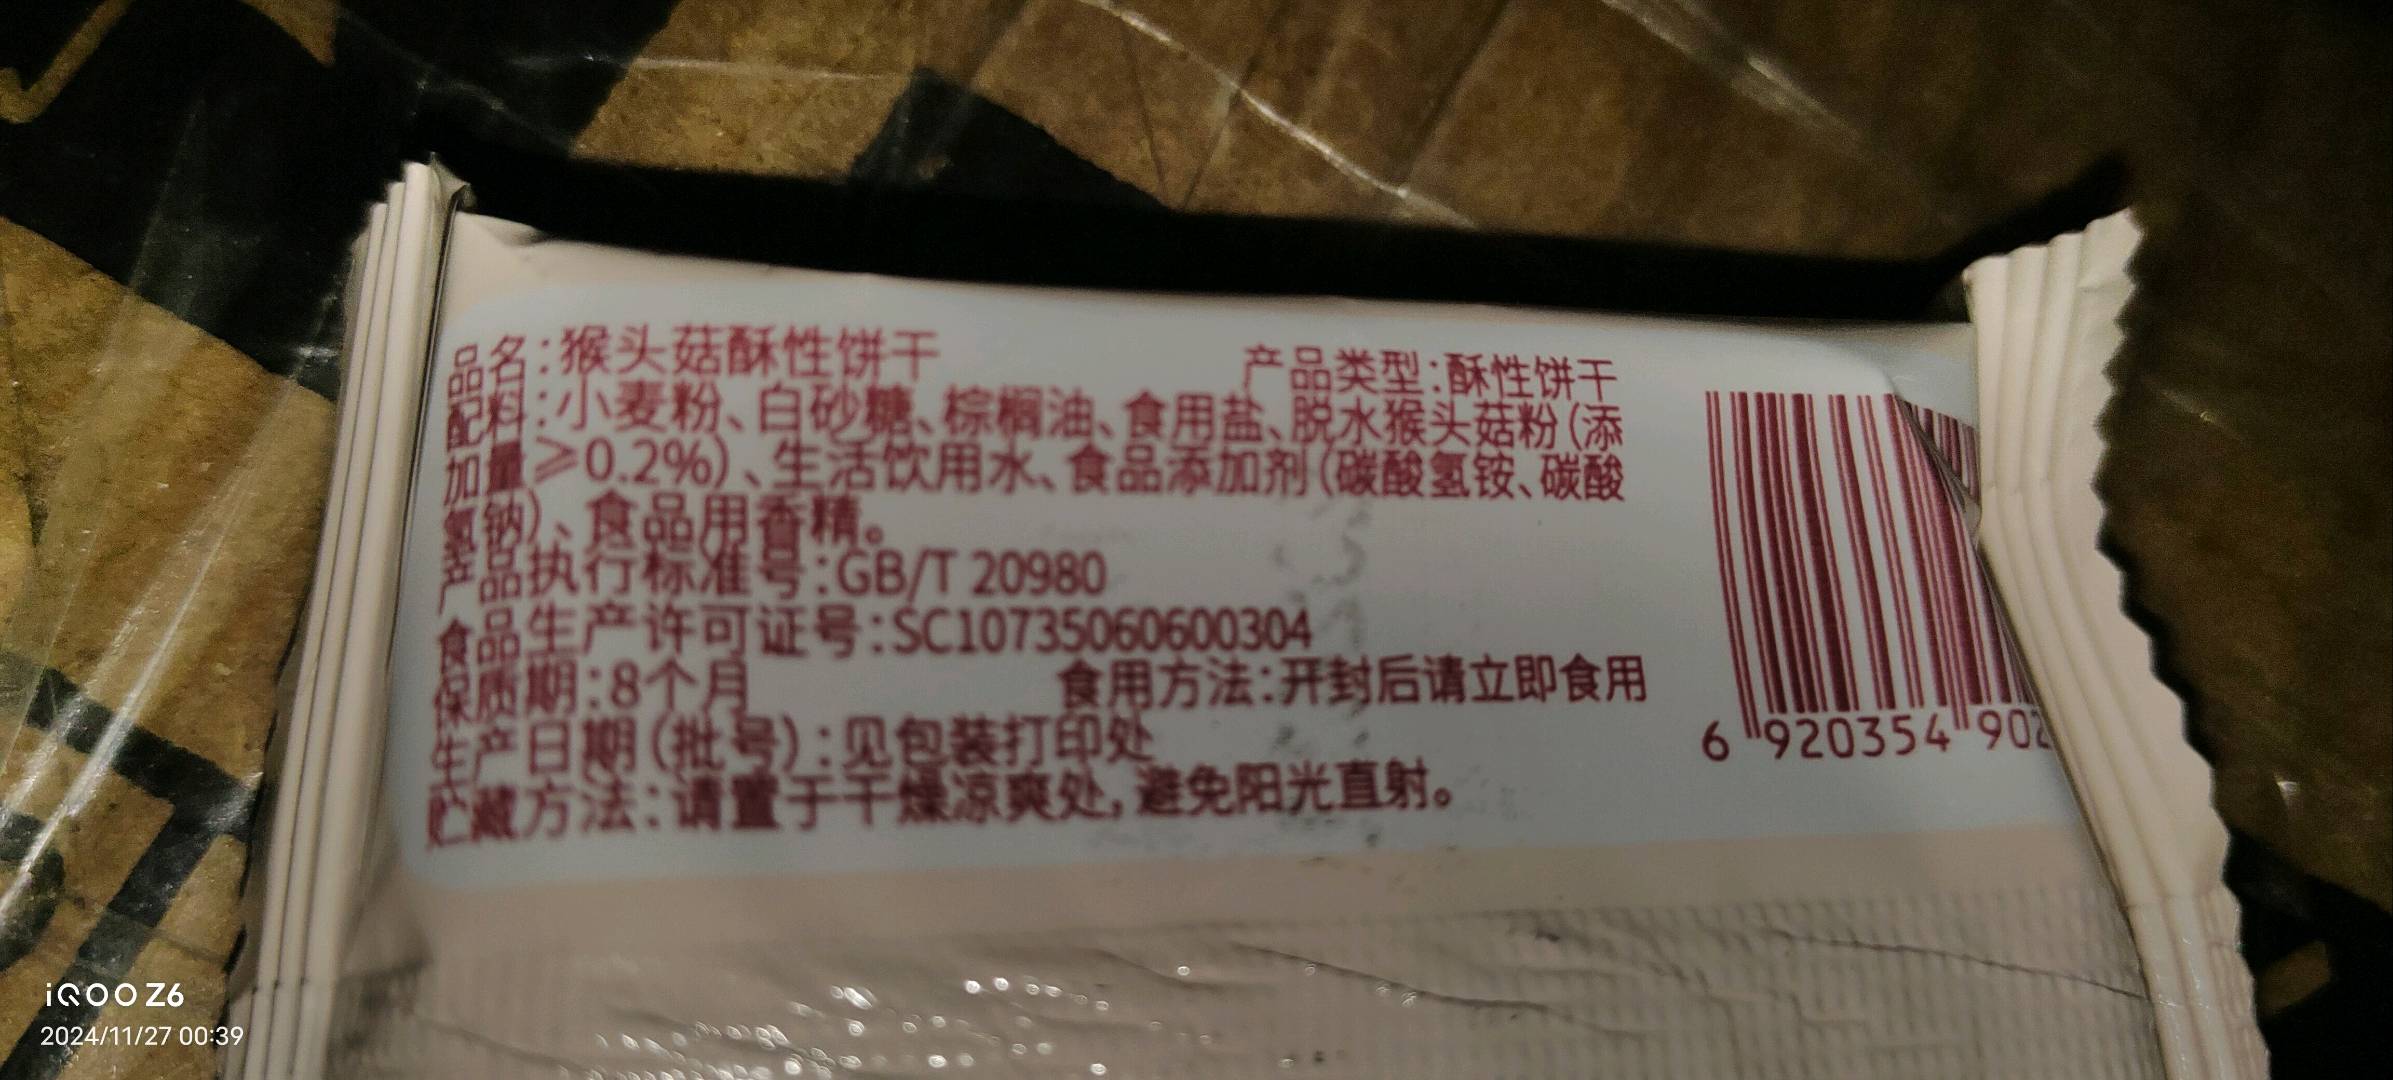 品名:猴头菇酥性饼干 产品类型:酥性饼干
配料:小麦粉、白砂糖、棕榈油、食用盐、脱水猴头菇粉(添
加量≥0.2%)、生活饮用水、食品添加剂(碳酸氢铵、碳酸
氢钠)、食品用香精。
产品执行标准号:GB/T 20980
食品生产许可证号:SC10735060600304
保质期:8个月 食用方法:开封后请立即食用
生产日期(批号):见包装打印处
贮藏方法:请置于干燥凉爽处,避免阳光直射。
6 920354 902
iQOO Z6
2024/11/27 00:39